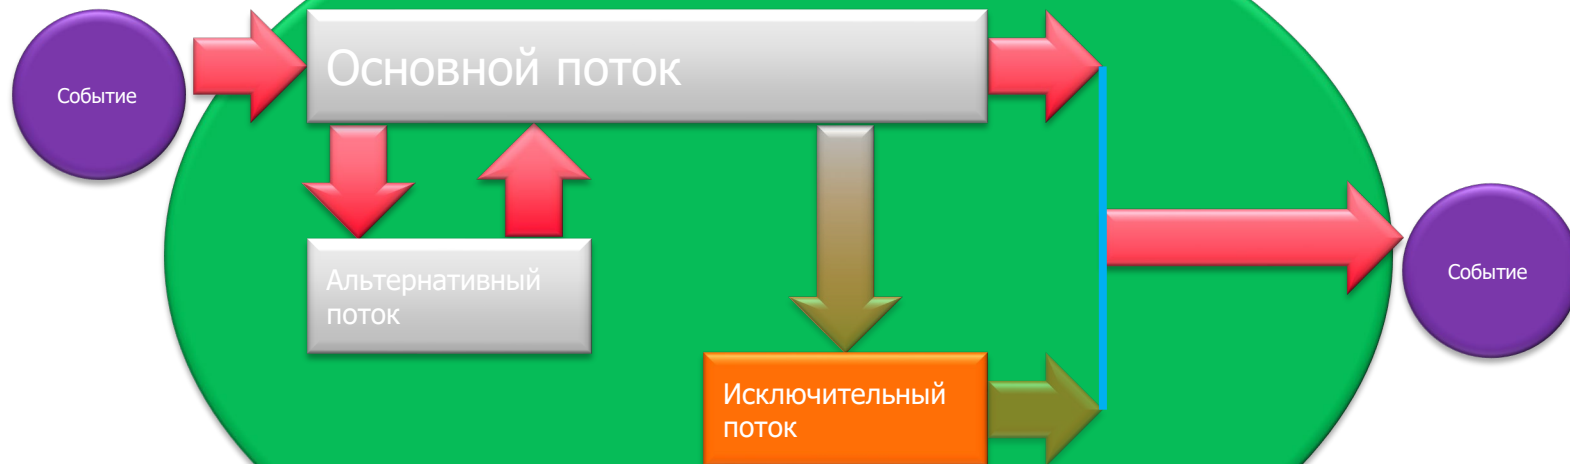 Событие
Основной поток
Альтернативный
поток
Исключительный
поток
Событие